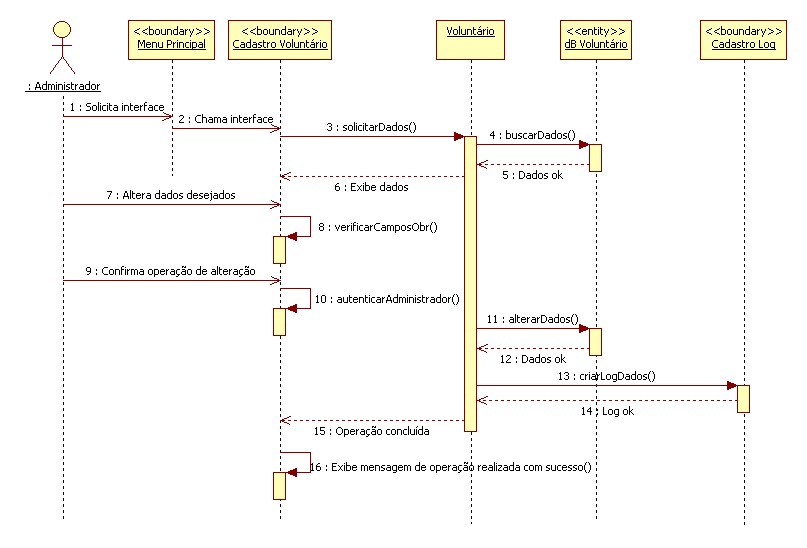 <<boundary>>
Menu Principal
<<boundary>>
Cadastro Voluntário
Voluntário
<<entity>>
dB Voluntário
<<boundary>>
Cadastro Log
: Administrador
1 : Solicita interface
2 : Chama interface
3 : solicitarDados()
4 : buscarDados()
5 : Dados ok
6 : Exibe dados
7 : Altera dados desejados
8 : verificarCamposObr()
9 : Confirma operação de alteração
10 : autenticarAdministrador()
11 : alterarDados()
12 : Dados ok
13 : criarLogDados()
14 : Log ok
15 : Operação concluída
16 : Exibe mensagem de operação realizada com sucesso()